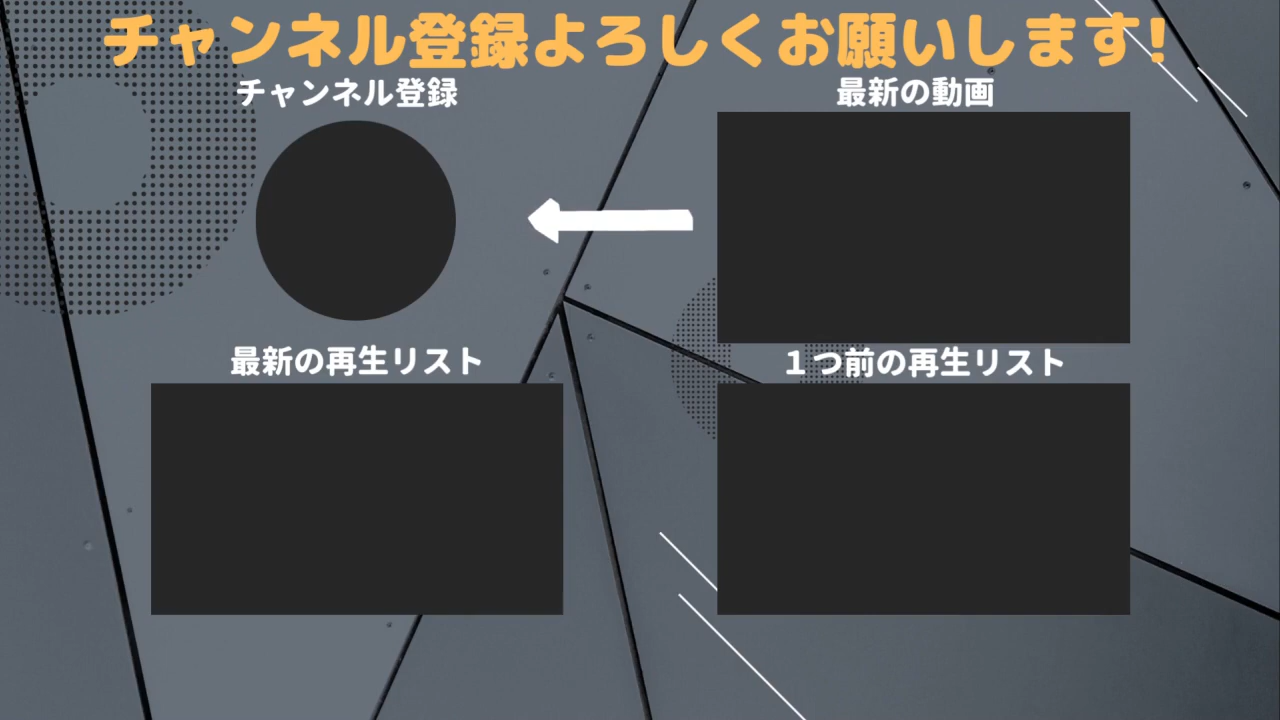 チャンネル登録よろしくお願いします!
チャンネル登録
最新の動画
最新の再生リスト
１つ前の再生リスト